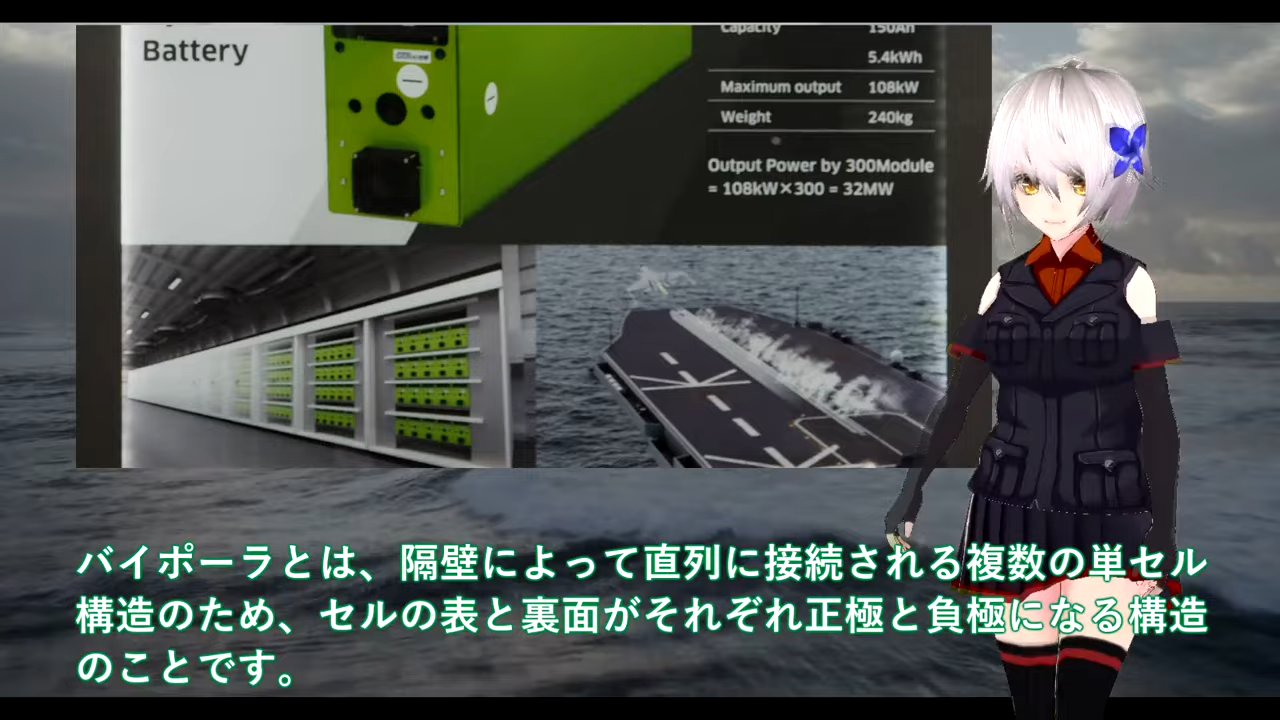 Battery
Capacity 150Ah
5.4kWh
Maximum output 108kW
Weight 240kg
Output Power by 300Module
= 108kW×300 = 32MW
バイポーラとは、隔壁によって直列に接続される複数の単セル
構造のため、セルの表と裏面がそれぞれ正極と負極になる構造
のことです。